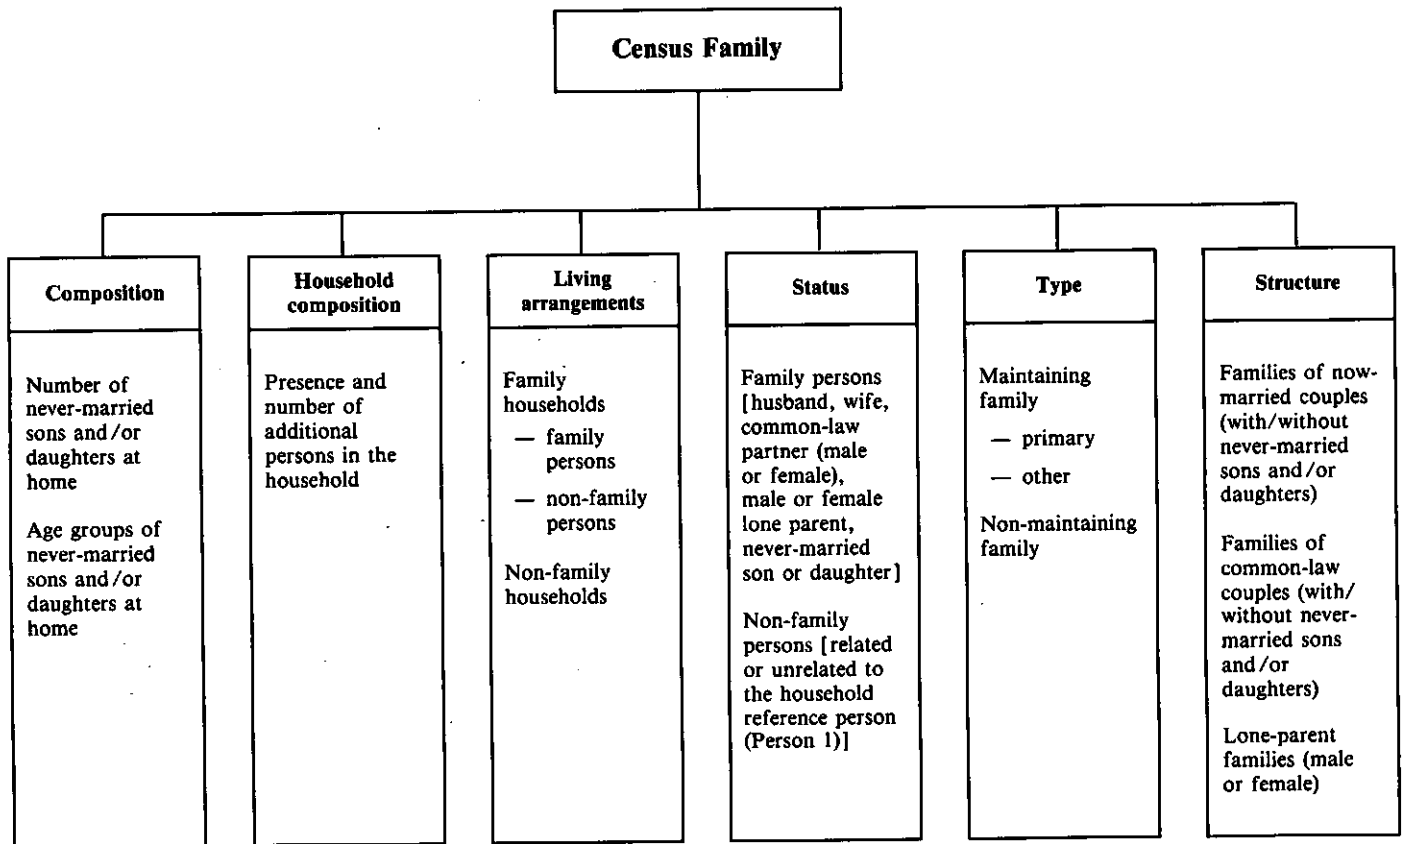 Census Family
Composition
Number of
never-married
sons and/or
daughters at
home
Age groups of
never-married
sons and/or
daughters at
home
Household
composition
Presence and
number of
additional
persons in the
household
Living
arrangements
Family
households
— family
persons
— non-family
persons
Non-family
households
Status
Family persons
[husband, wife,
common-law
partner (male
or female),
male or female
lone parent,
never-married
son or daughter]
Non-family
persons [related
or unrelated to
the household
reference person
(Person 1)]
Type
Maintaining
family
— primary
— other
Non-maintaining
family
Structure
Families of now-
married couples
(with/without
never-married
sons and/or
daughters)
Families of
common-law
couples (with/
without never-
married sons
and/or
daughters)
Lone-parent
families (male
or female)